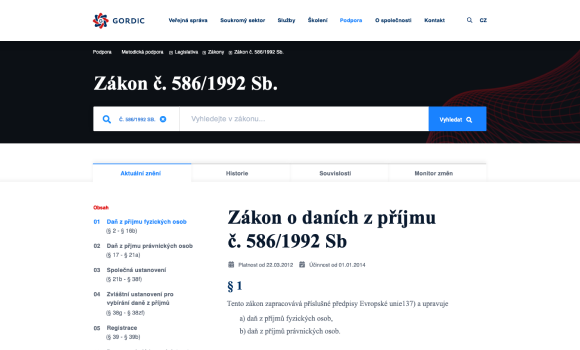 GORDIC
Veřejná správa Soukromý sektor Služby Školení Podpora O společnosti Kontakt CZ
Podpora Metodická podpora Legislativa Zákony Zákon č. 586/1992 Sb.
Zákon č. 586/1992 Sb.
Č. 586/1992 SB. Vyhledejte v zákonu... Vyhledat
Aktuální znění Historie Souvislosti Monitor změn
Obsah
01 Daň z příjmu fyzických osob
(§ 2 - § 16b)
02 Daň z příjmu právnických osob
(§ 17 - § 21a)
03 Společná ustanovení
(§ 21b - § 38f)
04 Zvláštní ustanovení pro
vybírání daně z příjmů
(§ 38g - § 38zl)
05 Registrace
(§ 39 - § 39b)
Zákon o daních z příjmu
č. 586/1992 Sb
Platnost od 22.03.2012 Účinnost od 01.01.2014
§ 1
Tento zákon zapracovává příslušné předpisy Evropské unie137) a upravuje
a) daň z příjmů fyzických osob,
b) daň z příjmů právnických osob.